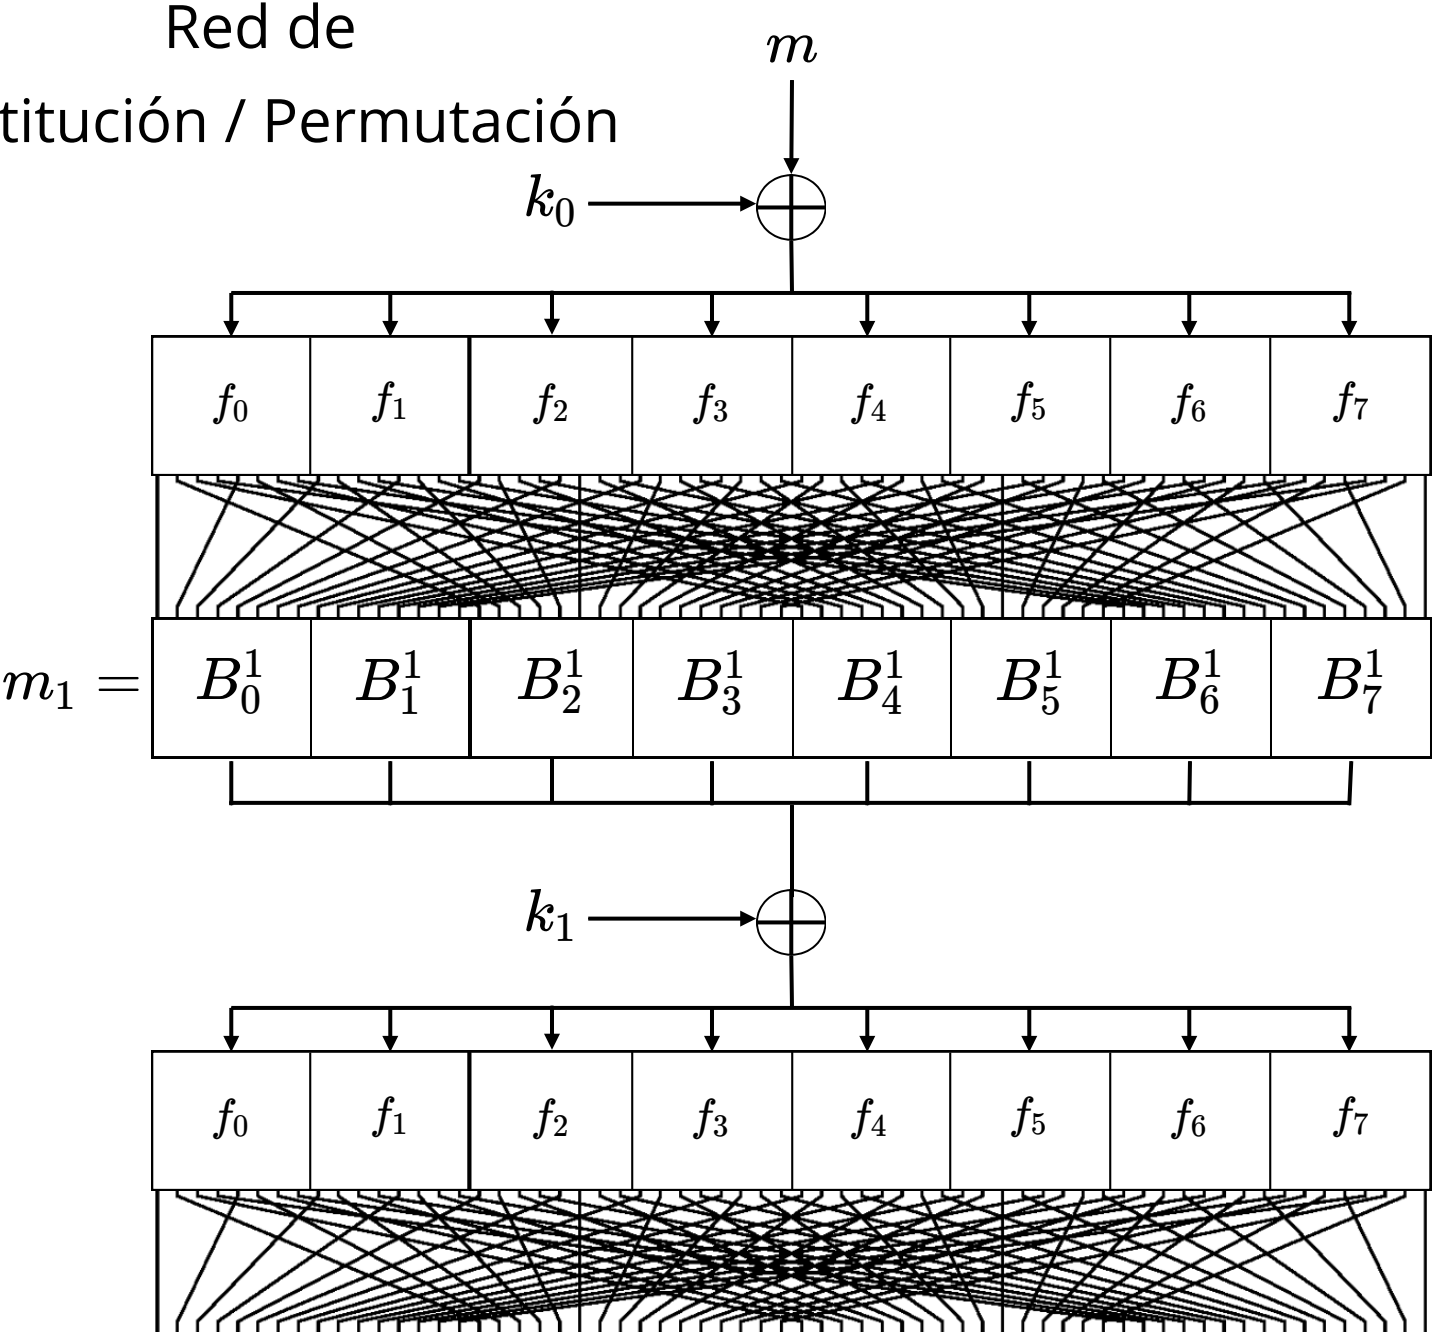 Red de
titución / Permutación
m
k₀
f₀ f₁ f₂ f₃ f₄ f₅ f₆ f₇
m₁ = B₀¹ B₁¹ B₂¹ B₃¹ B₄¹ B₅¹ B₆¹ B₇¹
k₁
f₀ f₁ f₂ f₃ f₄ f₅ f₆ f₇